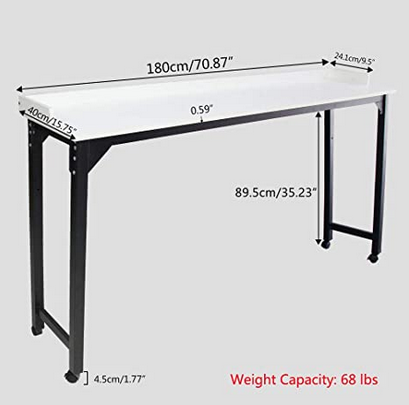 180cm/70.87"
24.1cm/9.5"
40cm/15.75"
0.59"
89.5cm/35.23"
4.5cm/1.77"
Weight Capacity: 68 lbs